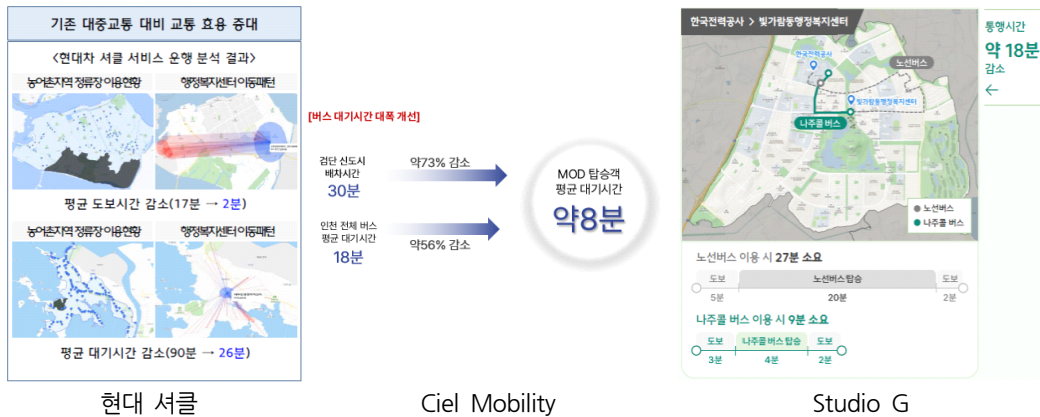 기존 대중교통 대비 교통 효용 증대
<현대차 셔클 서비스 운행 분석 결과>
농어촌지역 정류장 이용현황
행정복지센터 이동패턴
평균 도보시간 감소(17분 → 2분)
농어촌지역 정류장 이용현황
행정복지센터 이동패턴
평균 대기시간 감소(90분 → 26분)
현대 셔클
[버스 대기시간 대폭 개선]
검단 신도시
배차시간
30분
약73% 감소
인천 전체 버스
평균 대기시간
18분
약56% 감소
MOD 탑승객
평균 대기시간
약8분
Ciel Mobility
한국전력공사 > 빛가람동행정복지센터
한국전력공사
노선버스
빛가람동행정복지센터
나주콜 버스
노선버스
나주콜 버스
통행시간
약 18분
감소
←
노선버스 이용 시 27분 소요
도보
노선버스 탑승
도보
5분
20분
2분
나주콜 버스 이용 시 9분 소요
도보
나주콜 버스 탑승
도보
3분
4분
2분
Studio G